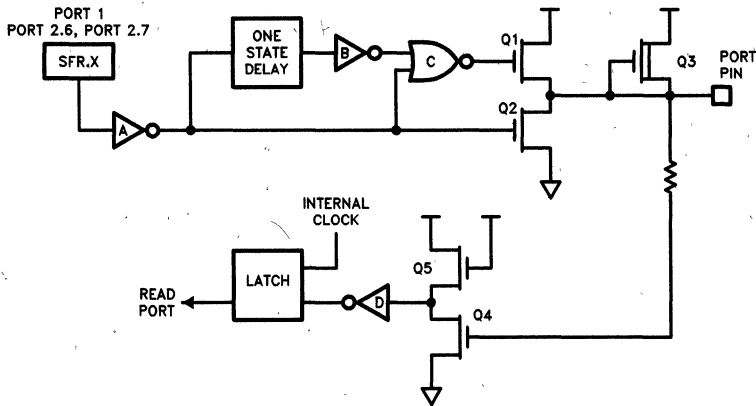 PORT 1
PORT 2.6, PORT 2.7
SFR.X
A
ONE
STATE
DELAY
B
C
Q1
Q2
Q3
PORT
PIN
INTERNAL
CLOCK
LATCH
READ
PORT
D
Q5
Q4